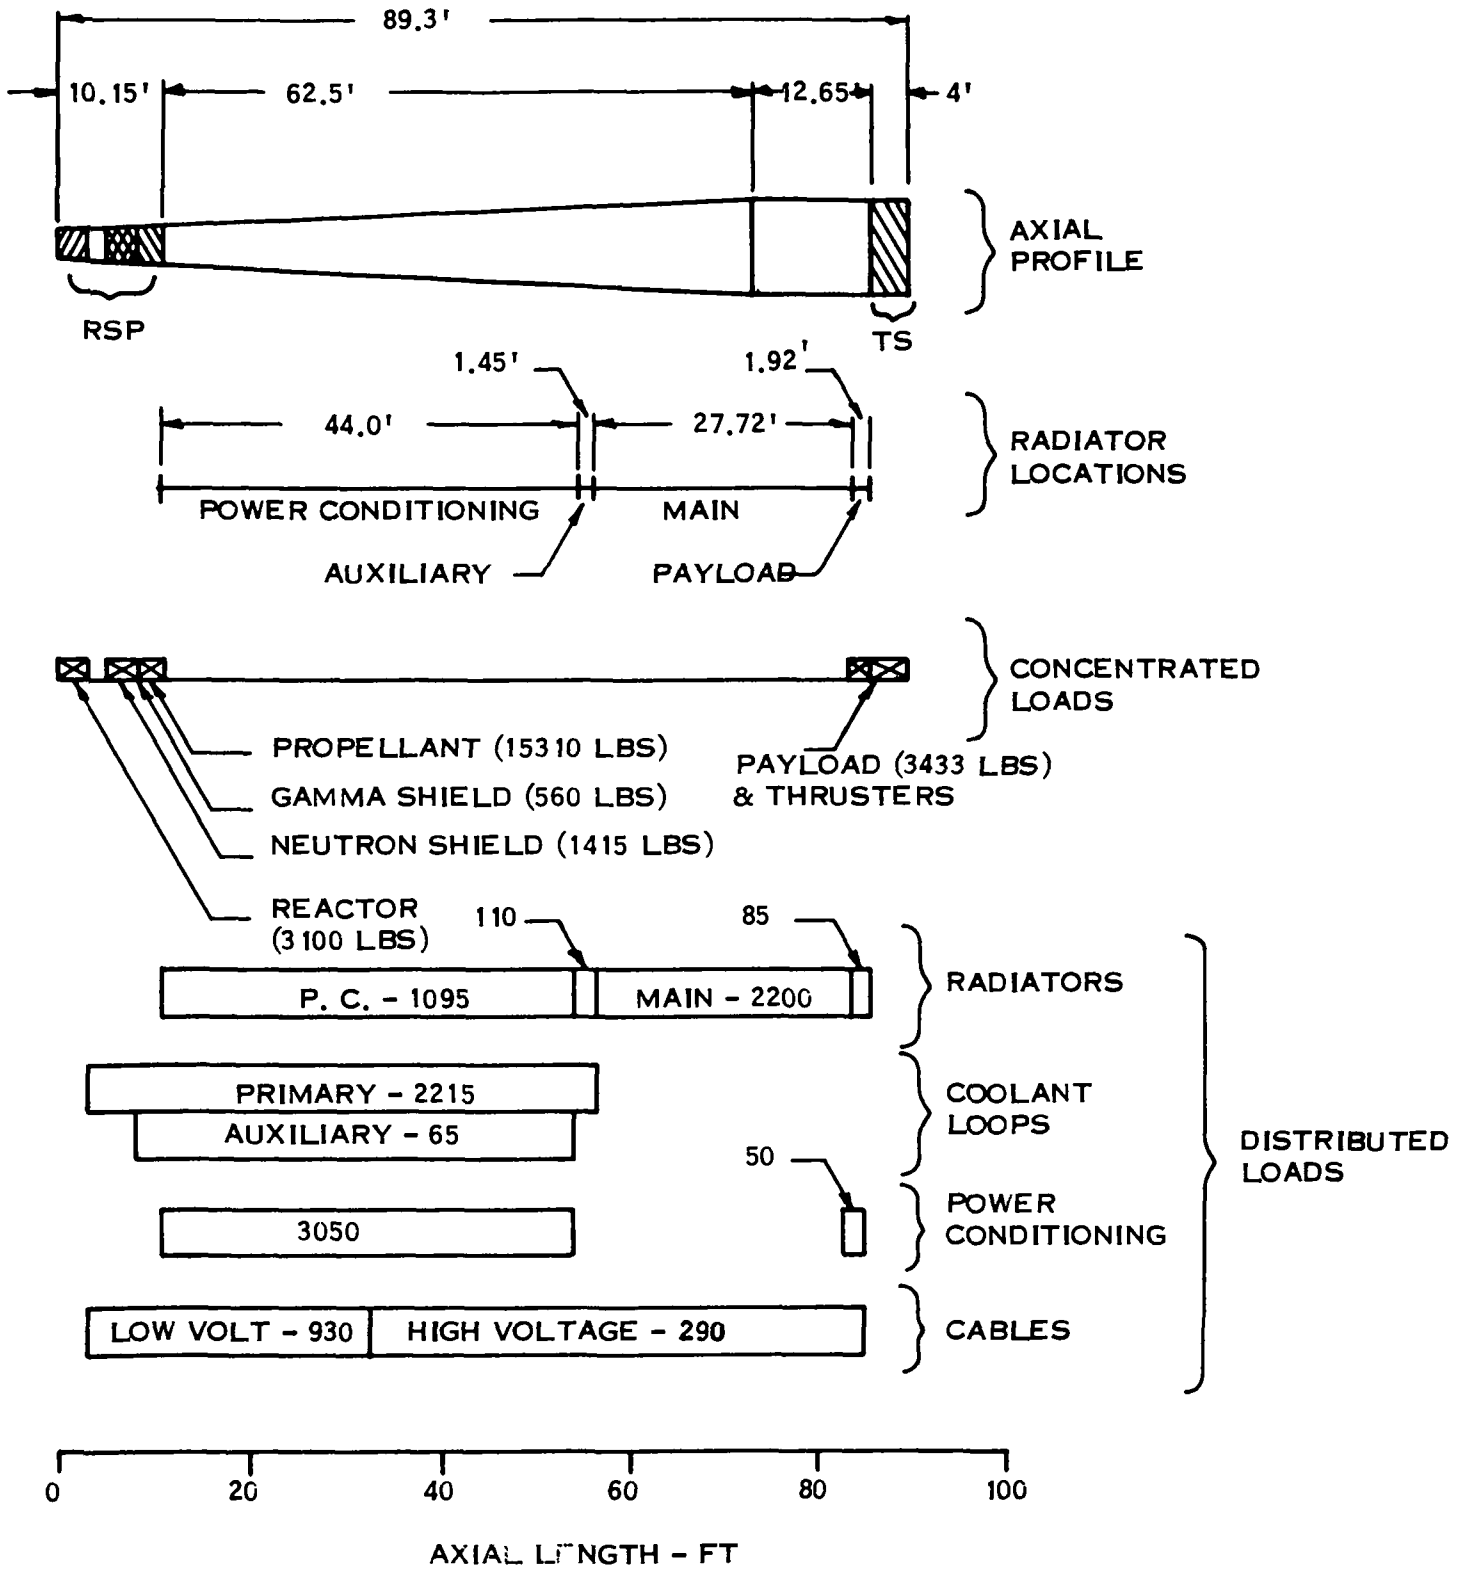 89.3'
10.15'
62.5'
12.65
4'
AXIAL
PROFILE
RSP
TS
1.45'
1.92'
44.0'
27.72'
RADIATOR
LOCATIONS
POWER CONDITIONING
MAIN
AUXILIARY
PAYLOAD
CONCENTRATED
LOADS
PROPELLANT (15310 LBS)
PAYLOAD (3433 LBS)
& THRUSTERS
GAMMA SHIELD (560 LBS)
NEUTRON SHIELD (1415 LBS)
REACTOR
(3100 LBS)
110
85
P. C. - 1095
MAIN - 2200
RADIATORS
PRIMARY - 2215
AUXILIARY - 65
COOLANT
LOOPS
DISTRIBUTED
LOADS
50
3050
POWER
CONDITIONING
LOW VOLT - 930
HIGH VOLTAGE - 290
CABLES
0
20
40
60
80
100
AXIAL LENGTH - FT